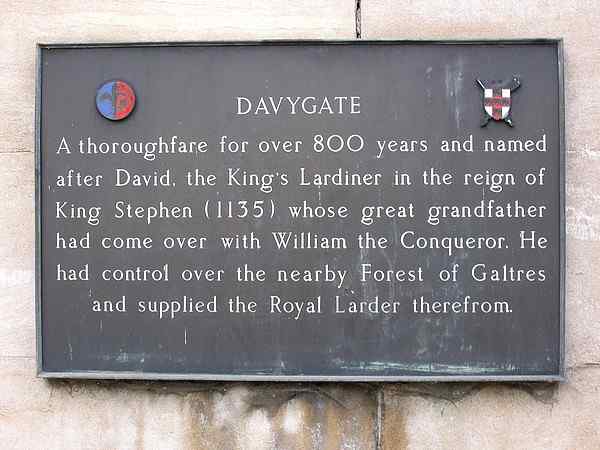 DAVYGATE
A thoroughfare for over 800 years and named
after David, the King's Lardiner in the reign of
King Stephen (1135) whose great grandfather
had come over with William the Conqueror. He
had control over the nearby Forest of Galtres
and supplied the Royal Larder therefrom.